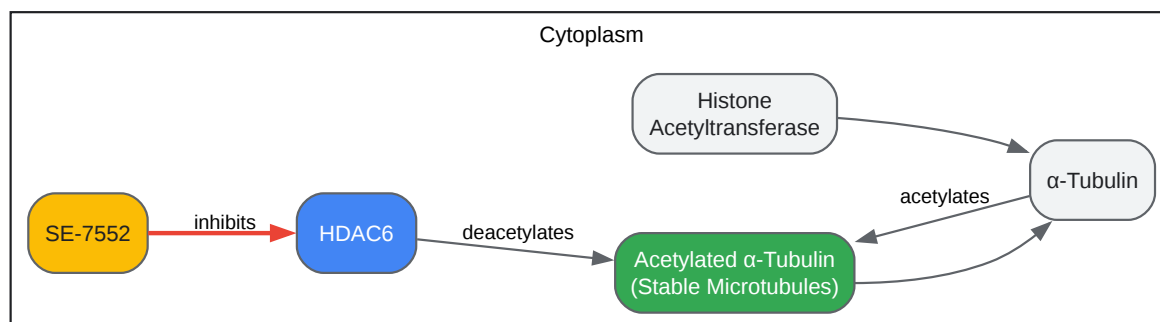 Cytoplasm
Histone
Acetyltransferase
α-Tubulin
acetylates
SE-7552
inhibits
HDAC6
deacetylates
Acetylated α-Tubulin
(Stable Microtubules)